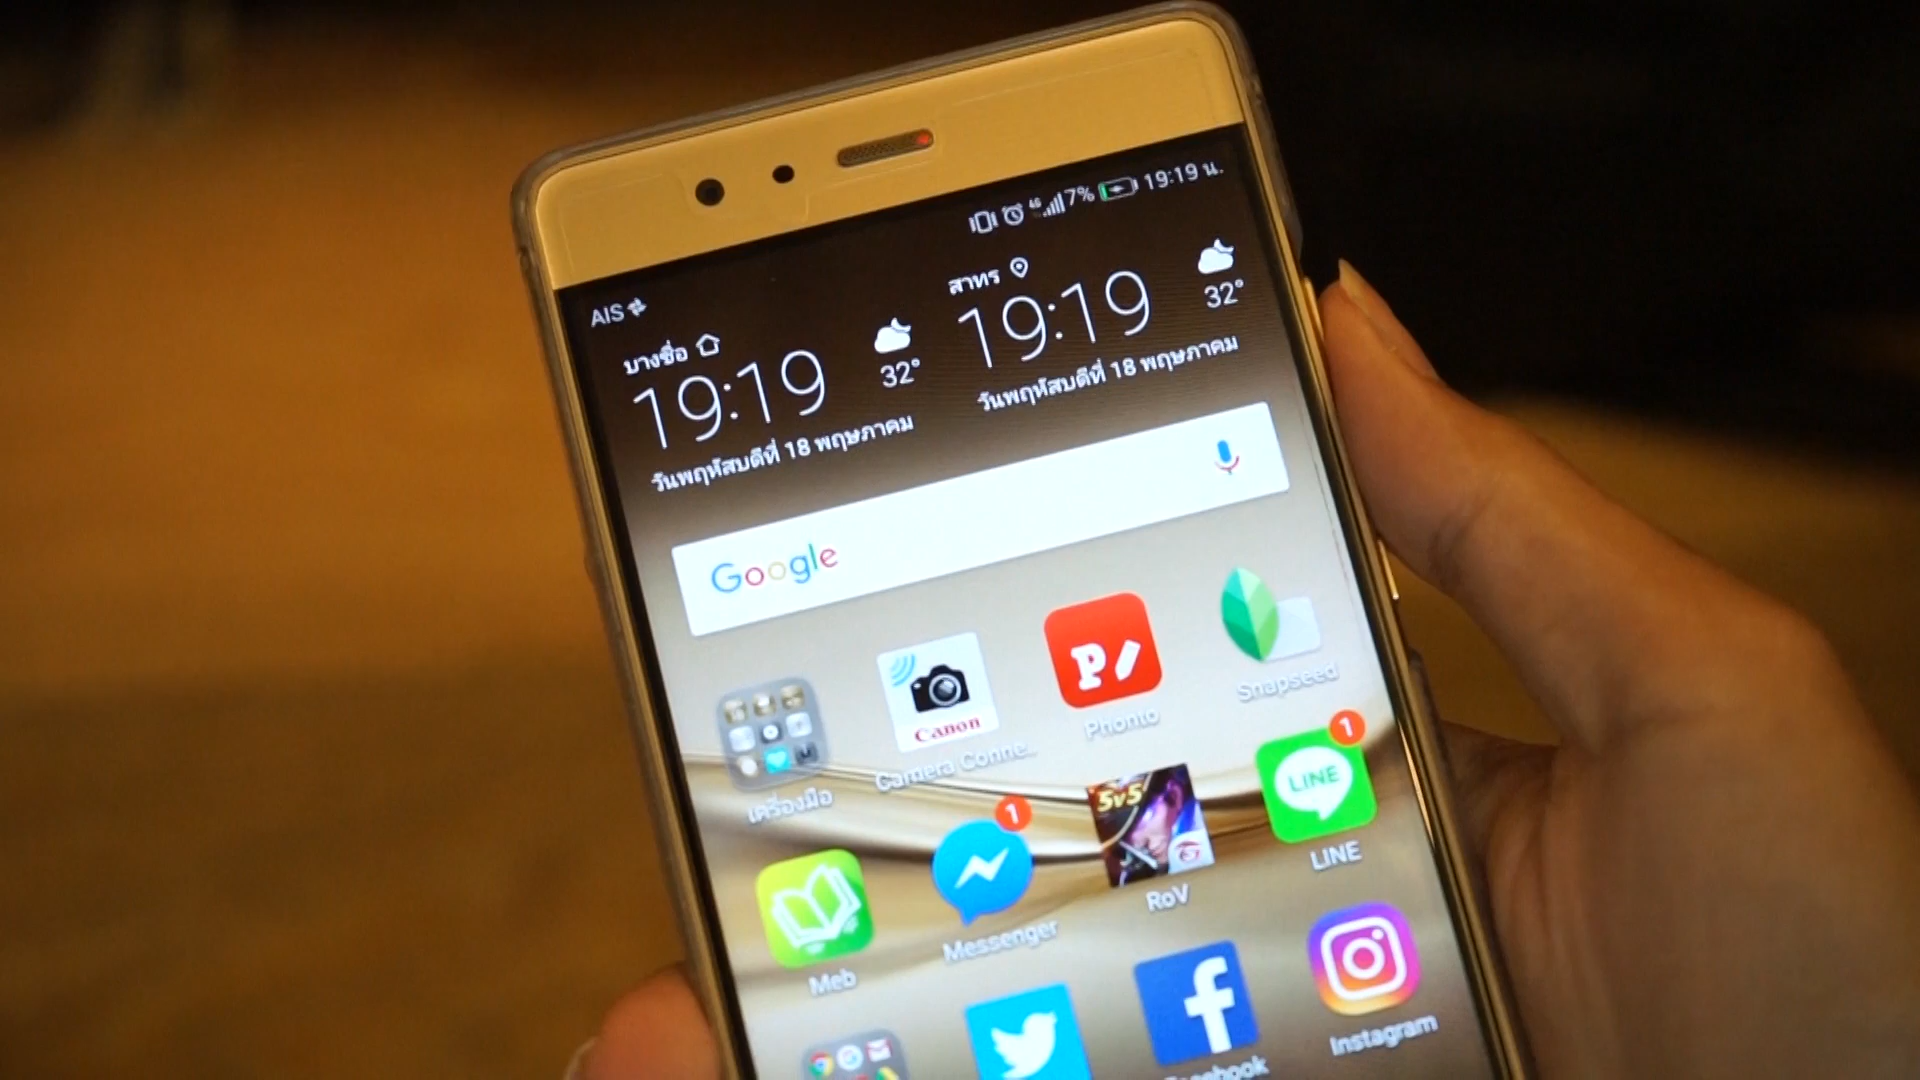 4G 7% 19:19 น.
AIS
บางซื่อ
19:19
32°
วันพฤหัสบดีที่ 18 พฤษภาคม
สาทร
19:19
32°
วันพฤหัสบดีที่ 18 พฤษภาคม
Google
Canon
เครื่องมือ
Camera Conne...
Phonto
Snapseed
5v5
1
LINE
1
Meb
Messenger
RoV
LINE
Facebook
Instagram